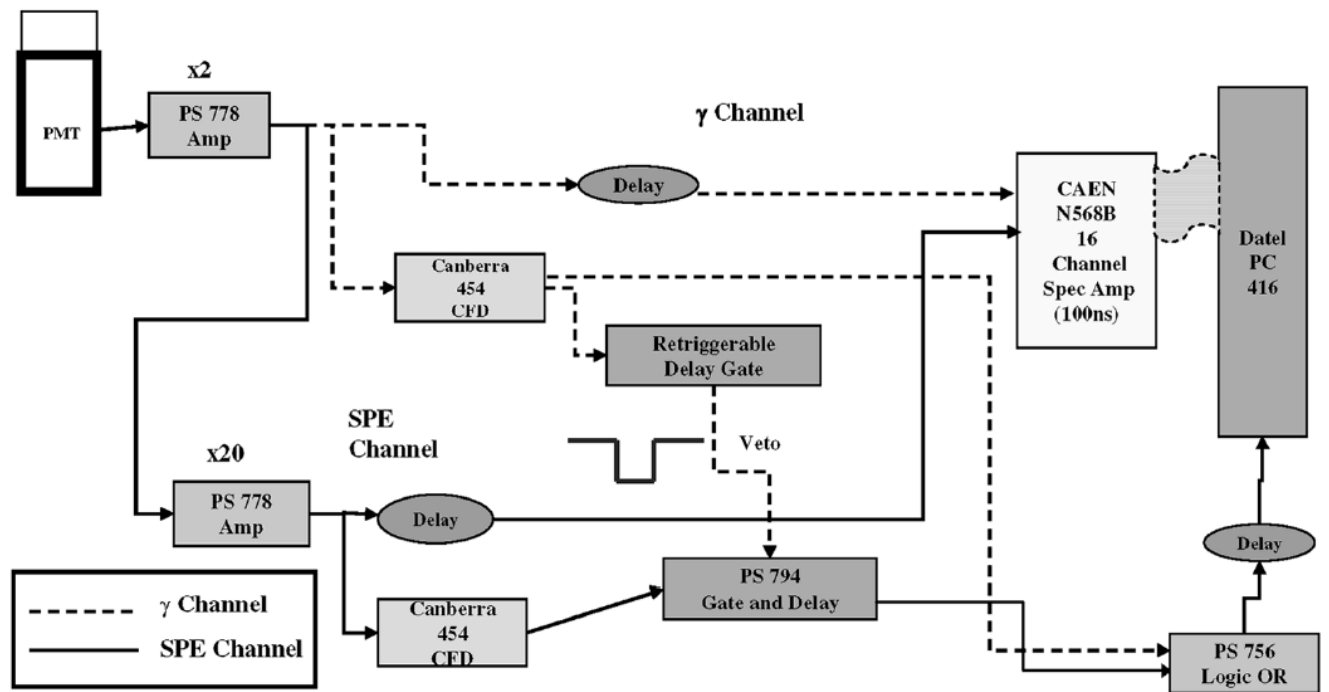 x2
PMT
PS 778
Amp
γ Channel
Delay
CAEN
N568B
16
Channel
Spec Amp
(100ns)
Datel
PC
416
Canberra
454
CFD
Retriggerable
Delay Gate
SPE
Channel
Veto
x20
PS 778
Amp
Delay
PS 794
Gate and Delay
Delay
Canberra
454
CFD
PS 756
Logic OR
γ Channel
SPE Channel